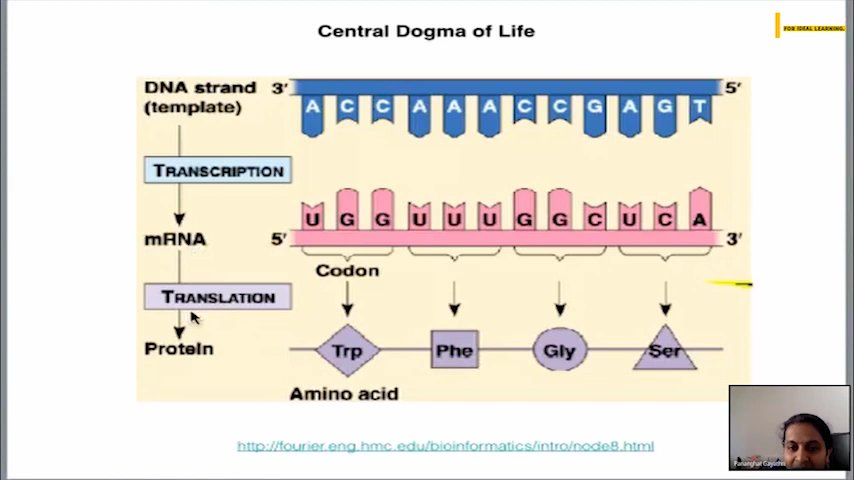 Central Dogma of Life
FOR IDEAL LEARNING.
DNA strand 3' 5'
(template)
A C C A A A C C G A G T
TRANSCRIPTION
U G G U U U G G C U C A
mRNA 5' 3'
Codon
TRANSLATION
Protein Trp Phe Gly Ser
Amino acid
http://fourier.eng.hmc.edu/bioinformatics/intro/node8.html